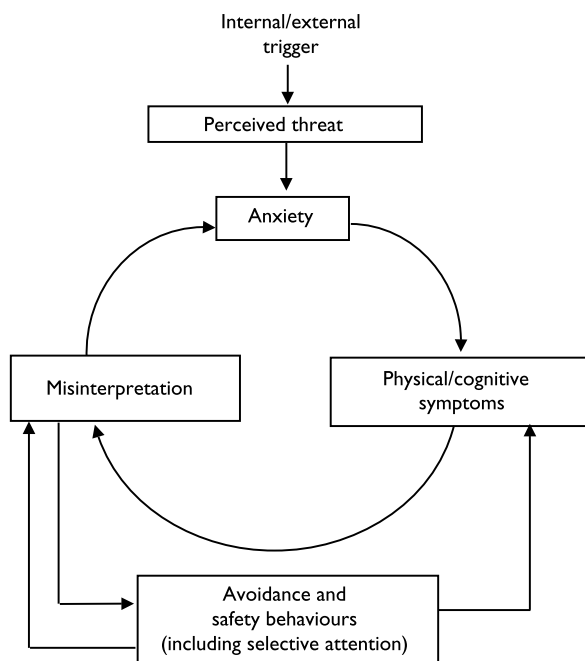 Internal/external
trigger
Perceived threat
Anxiety
Misinterpretation
Physical/cognitive
symptoms
Avoidance and
safety behaviours
(including selective attention)